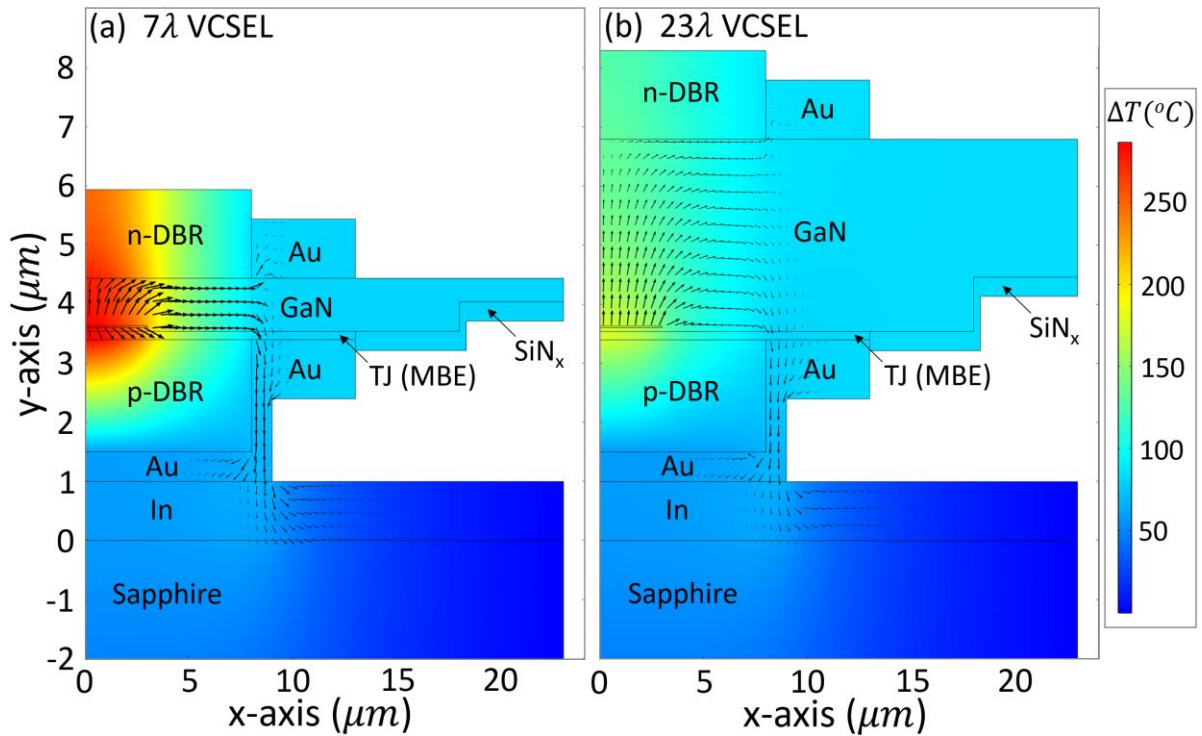 (a) 7λ VCSEL
(b) 23λ VCSEL
8
7
6
5
4
3
2
1
0
-1
-2
y-axis (μm)
n-DBR
Au
GaN
SiNₓ
TJ (MBE)
p-DBR
Au
Au
In
Sapphire
0
5
10
15
20
x-axis (μm)
n-DBR
Au
GaN
SiNₓ
TJ (MBE)
p-DBR
Au
Au
In
Sapphire
0
5
10
15
20
x-axis (μm)
ΔT(°C)
250
200
150
100
50